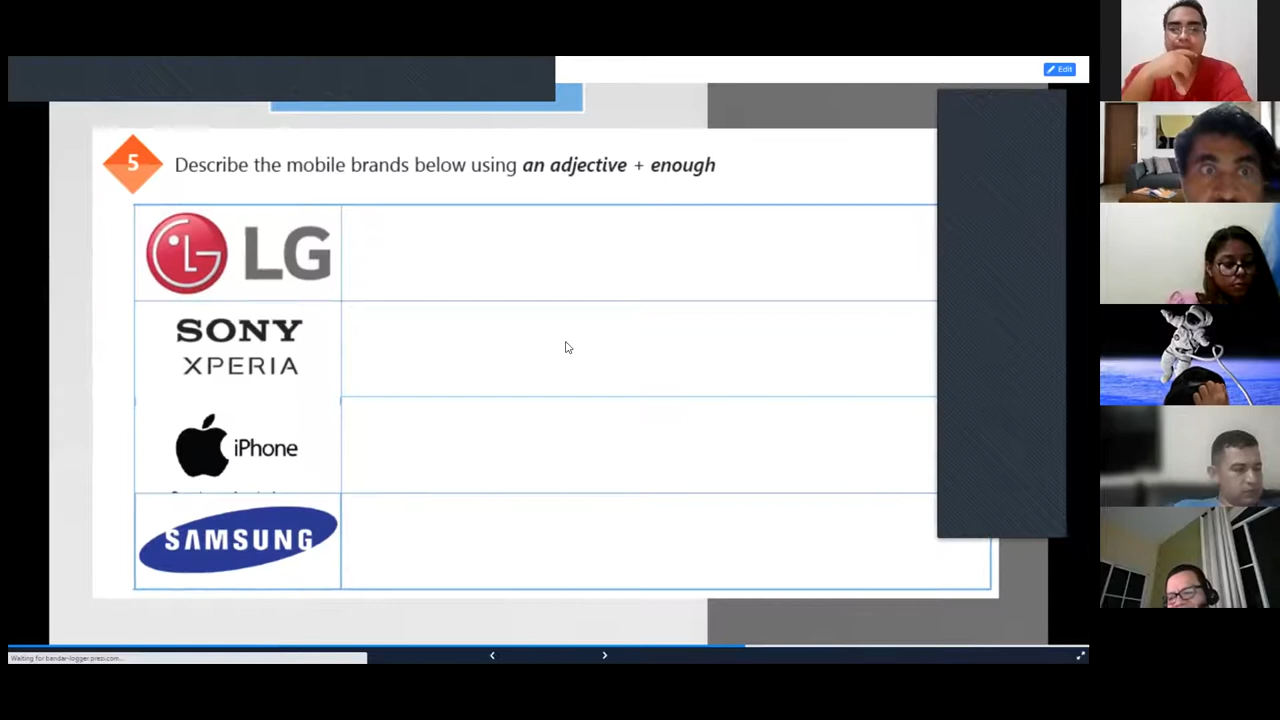 Edit
5 Describe the mobile brands below using an adjective + enough
LG
SONY
XPERIA
iPhone
SAMSUNG